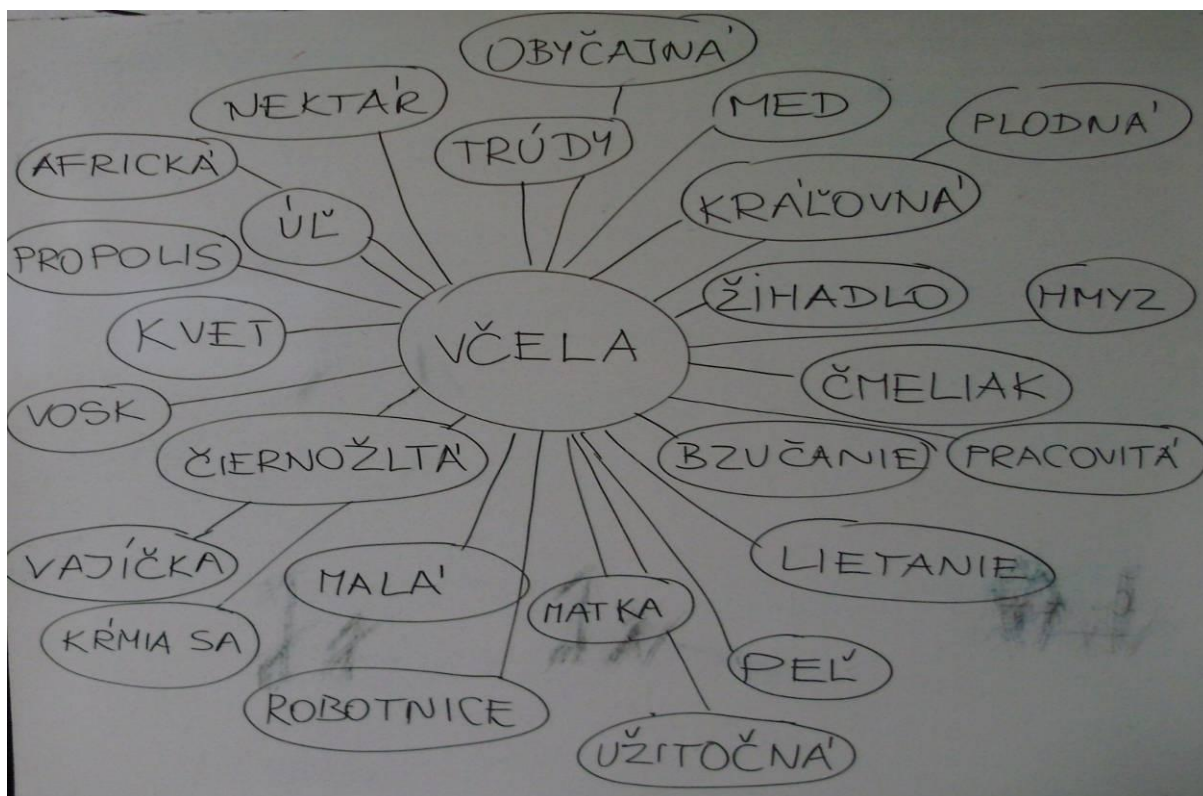 OBYČAJNÁ
NEKTÁR
MED
PLODNÁ
TRÚDY
AFRICKÁ
KRÁĽOVNÁ
ÚĽ
PROPOLIS
ŽIHADLO
HMYZ
KVET
VČELA
ČMELIAK
VOSK
ČIERNOŽLTÁ
BZUČANIE
PRACOVITÁ
VAJÍČKA
MALÁ
LIETANIE
MATKA
KŔMIA SA
PEĽ
ROBOTNICE
UŽITOČNÁ